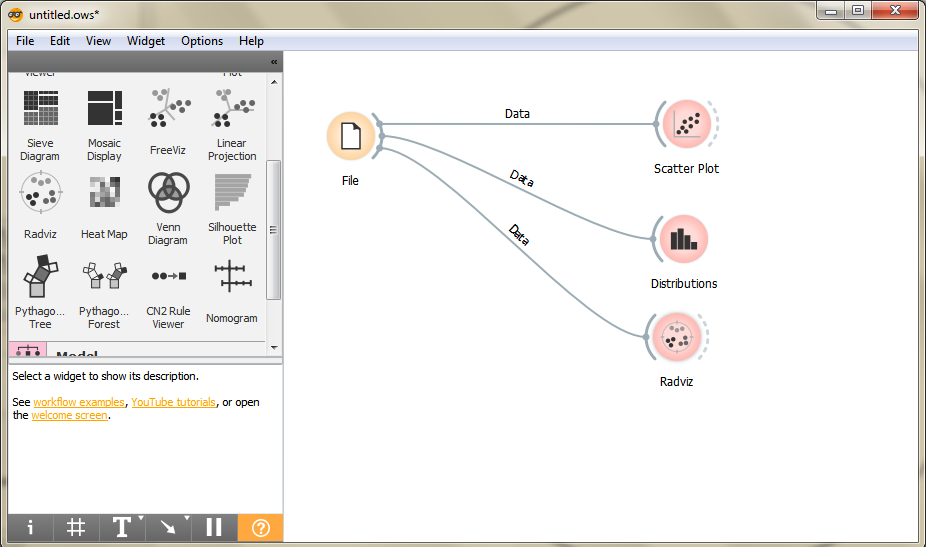 untitled.ows*
File Edit View Widget Options Help
«
Viewer Plot
Sieve Diagram Mosaic Display FreeViz Linear Projection
Radviz Heat Map Venn Diagram Silhouette Plot
Pythago... Tree Pythago... Forest CN2 Rule Viewer Nomogram
Model
Select a widget to show its description.
See workflow examples, YouTube tutorials, or open
the welcome screen.
i # T ?
File
Data
Scatter Plot
Data
Distributions
Data
Radviz